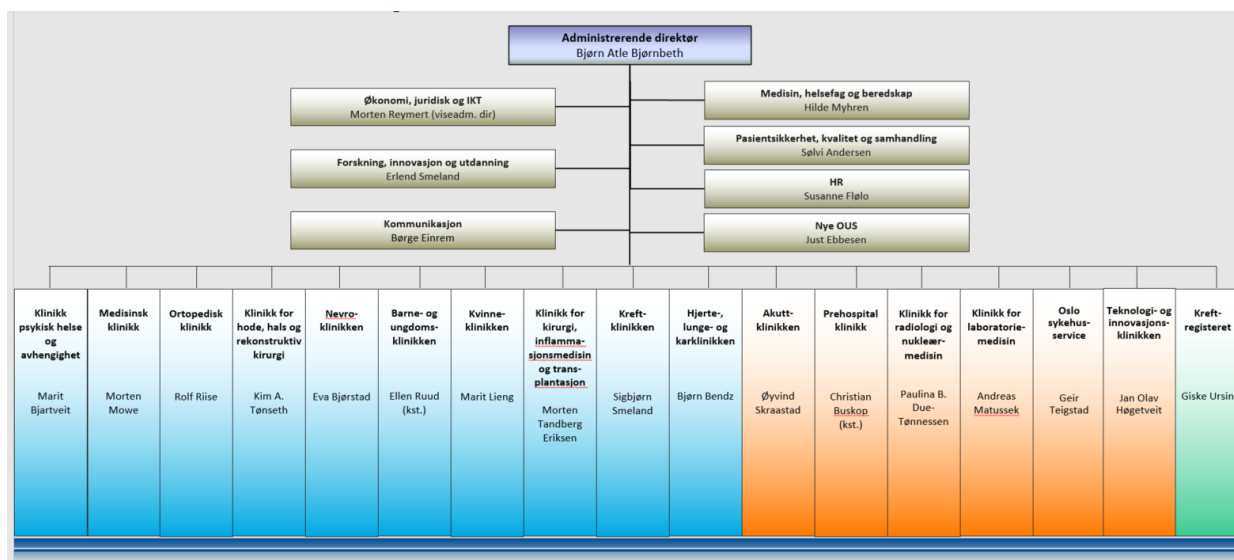 Administrerende direktør
Bjørn Atle Bjørnbeth
Økonomi, juridisk og IKT
Morten Reymert (viseadm. dir)
Medisin, helsefag og beredskap
Hilde Myhren
Pasientsikkerhet, kvalitet og samhandling
Sølvi Andersen
Forskning, innovasjon og utdanning
Erlend Smeland
HR
Susanne Flølo
Kommunikasjon
Børge Einrem
Nye OUS
Just Ebbesen
Klinikk
psykisk helse
og
avhengighet
Marit
Bjartveit
Medisinsk
klinikk
Morten
Mowe
Ortopedisk
klinikk
Rolf Riise
Klinikk for
hode, hals og
rekonstruktiv
kirurgi
Kim A.
Tønseth
Nevro-
klinikken
Eva Bjørstad
Barne- og
ungdoms-
klinikken
Ellen Ruud
(kst.)
Kvinne-
klinikken
Marit Lieng
Klinikk for
kirurgi,
inflamma-
sjonsmedisin
og trans-
plantasjon
Morten
Tandberg
Eriksen
Kreft-
klinikken
Sigbjørn
Smeland
Hjerte-,
lunge- og
karklinikken
Bjørn Bendz
Akutt-
klinikken
Øyvind
Skraastad
Prehospital
klinikk
Christian
Buskop
(kst.)
Klinikk for
radiologi og
nukleær-
medisin
Paulina B.
Due-
Tønnessen
Klinikk for
laboratorie-
medisin
Andreas
Matussek
Oslo
sykehus-
service
Geir
Teigstad
Teknologi- og
innovasjons-
klinikken
Jan Olav
Høgetveit
Kreft-
registeret
Giske Ursin